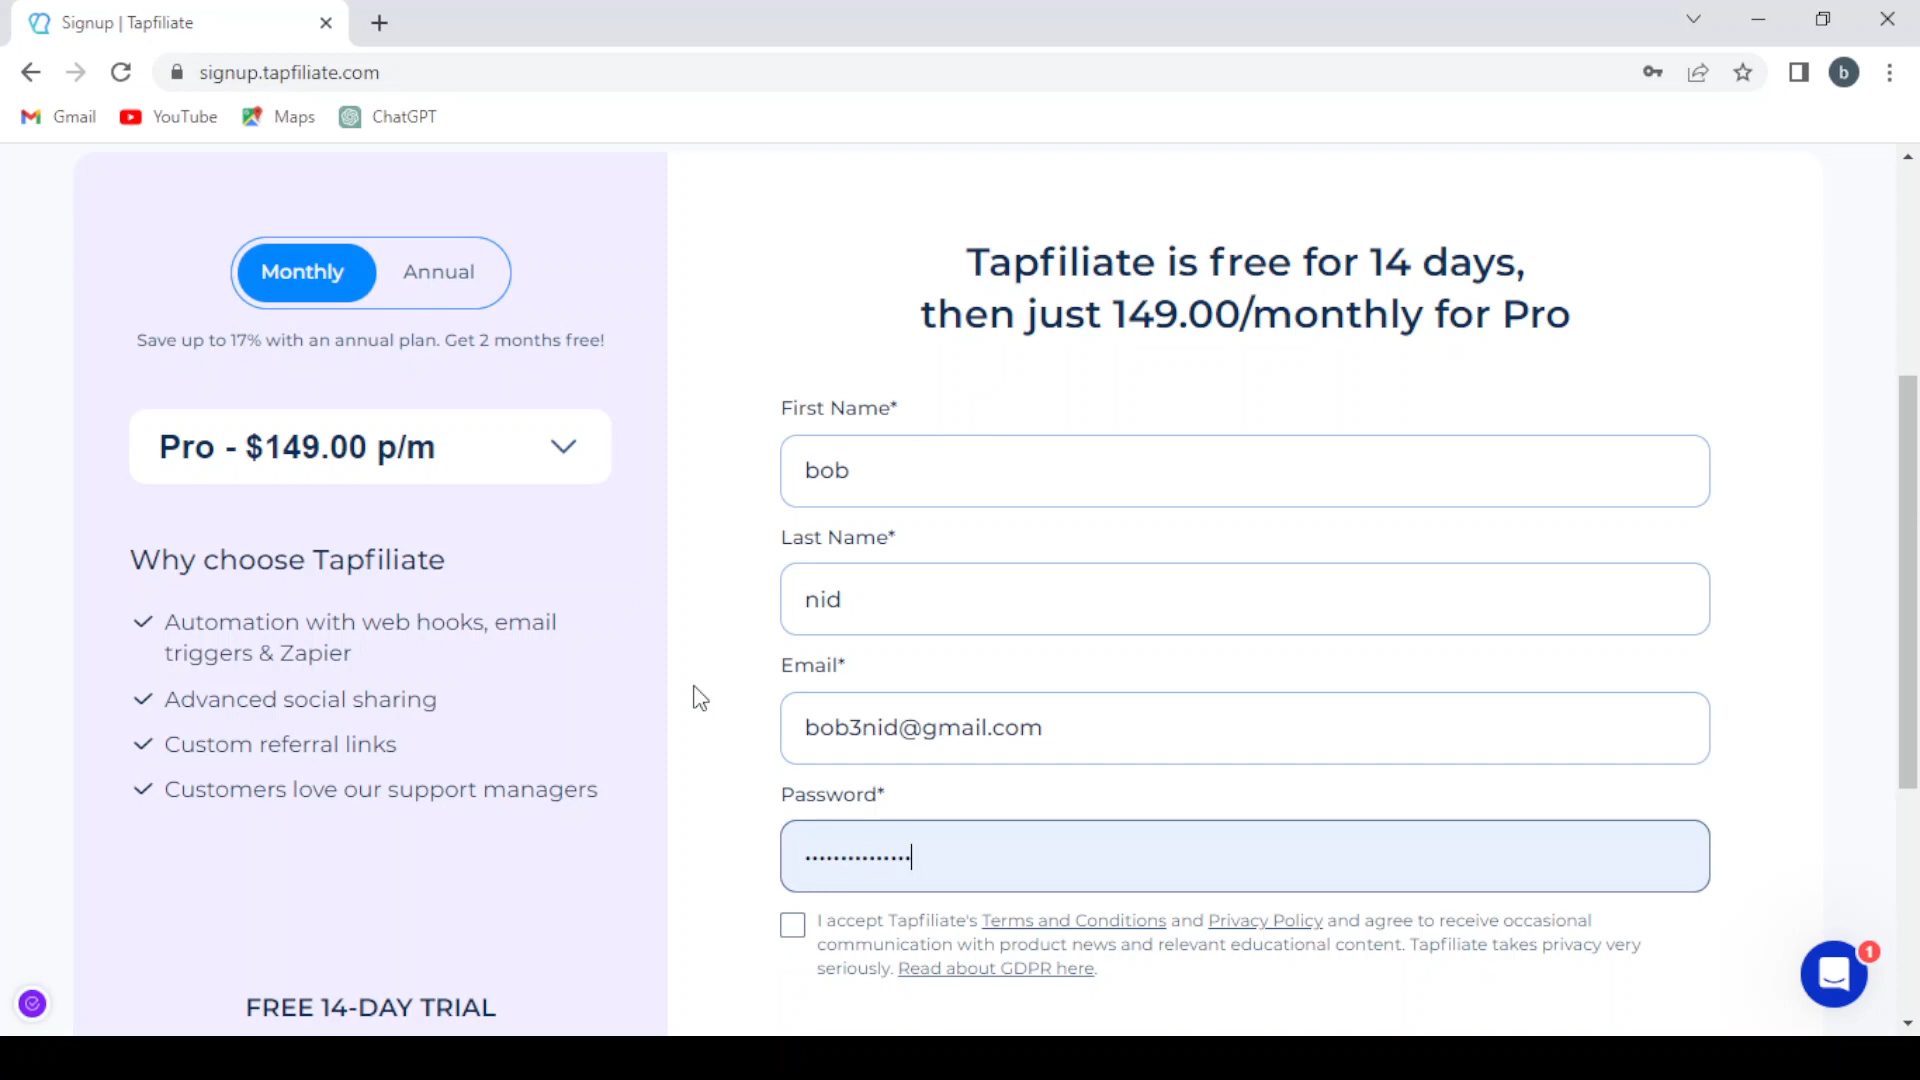 Signup | Tapfiliate
signup.tapfiliate.com
b
Gmail
YouTube
Maps
ChatGPT
Monthly
Annual
Save up to 17% with an annual plan. Get 2 months free!
Pro - $149.00 p/m
Why choose Tapfiliate
Automation with web hooks, email
triggers & Zapier
Advanced social sharing
Custom referral links
Customers love our support managers
FREE 14-DAY TRIAL
Tapfiliate is free for 14 days,
then just 149.00/monthly for Pro
First Name*
bob
Last Name*
nid
Email*
bob3nid@gmail.com
Password*
•••••••••••••••
I accept Tapfiliate's Terms and Conditions and Privacy Policy and agree to receive occasional
communication with product news and relevant educational content. Tapfiliate takes privacy very
seriously. Read about GDPR here.
1